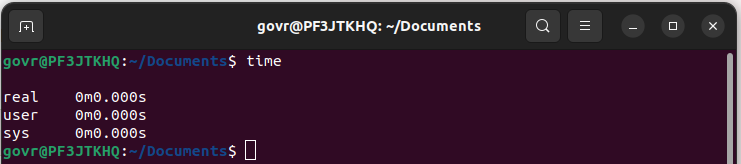 govr@PF3JTKHQ: ~/Documents
govr@PF3JTKHQ:~/Documents$ time
real 0m0.000s
user 0m0.000s
sys 0m0.000s
govr@PF3JTKHQ:~/Documents$